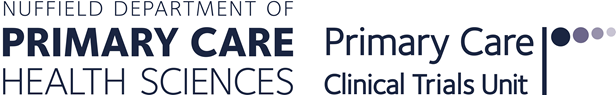 NUFFIELD DEPARTMENT OF
PRIMARY CARE
HEALTH SCIENCES
Primary Care
Clinical Trials Unit